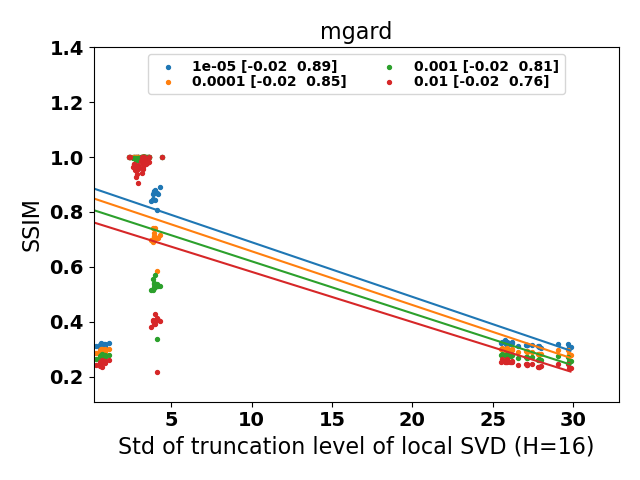 mgard
1e-05 [-0.02  0.89]
0.0001 [-0.02  0.85]
0.001 [-0.02  0.81]
0.01 [-0.02  0.76]
SSIM
1.4
1.2
1.0
0.8
0.6
0.4
0.2
5 10 15 20 25 30
Std of truncation level of local SVD (H=16)